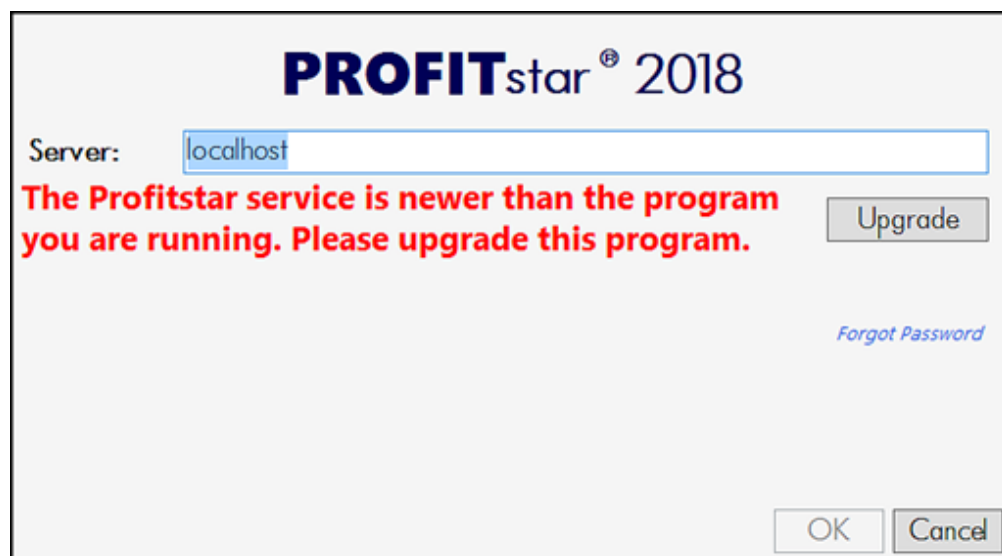 PROFITstar® 2018
Server: localhost
The Profitstar service is newer than the program
you are running. Please upgrade this program.
Upgrade
Forgot Password
OK Cancel